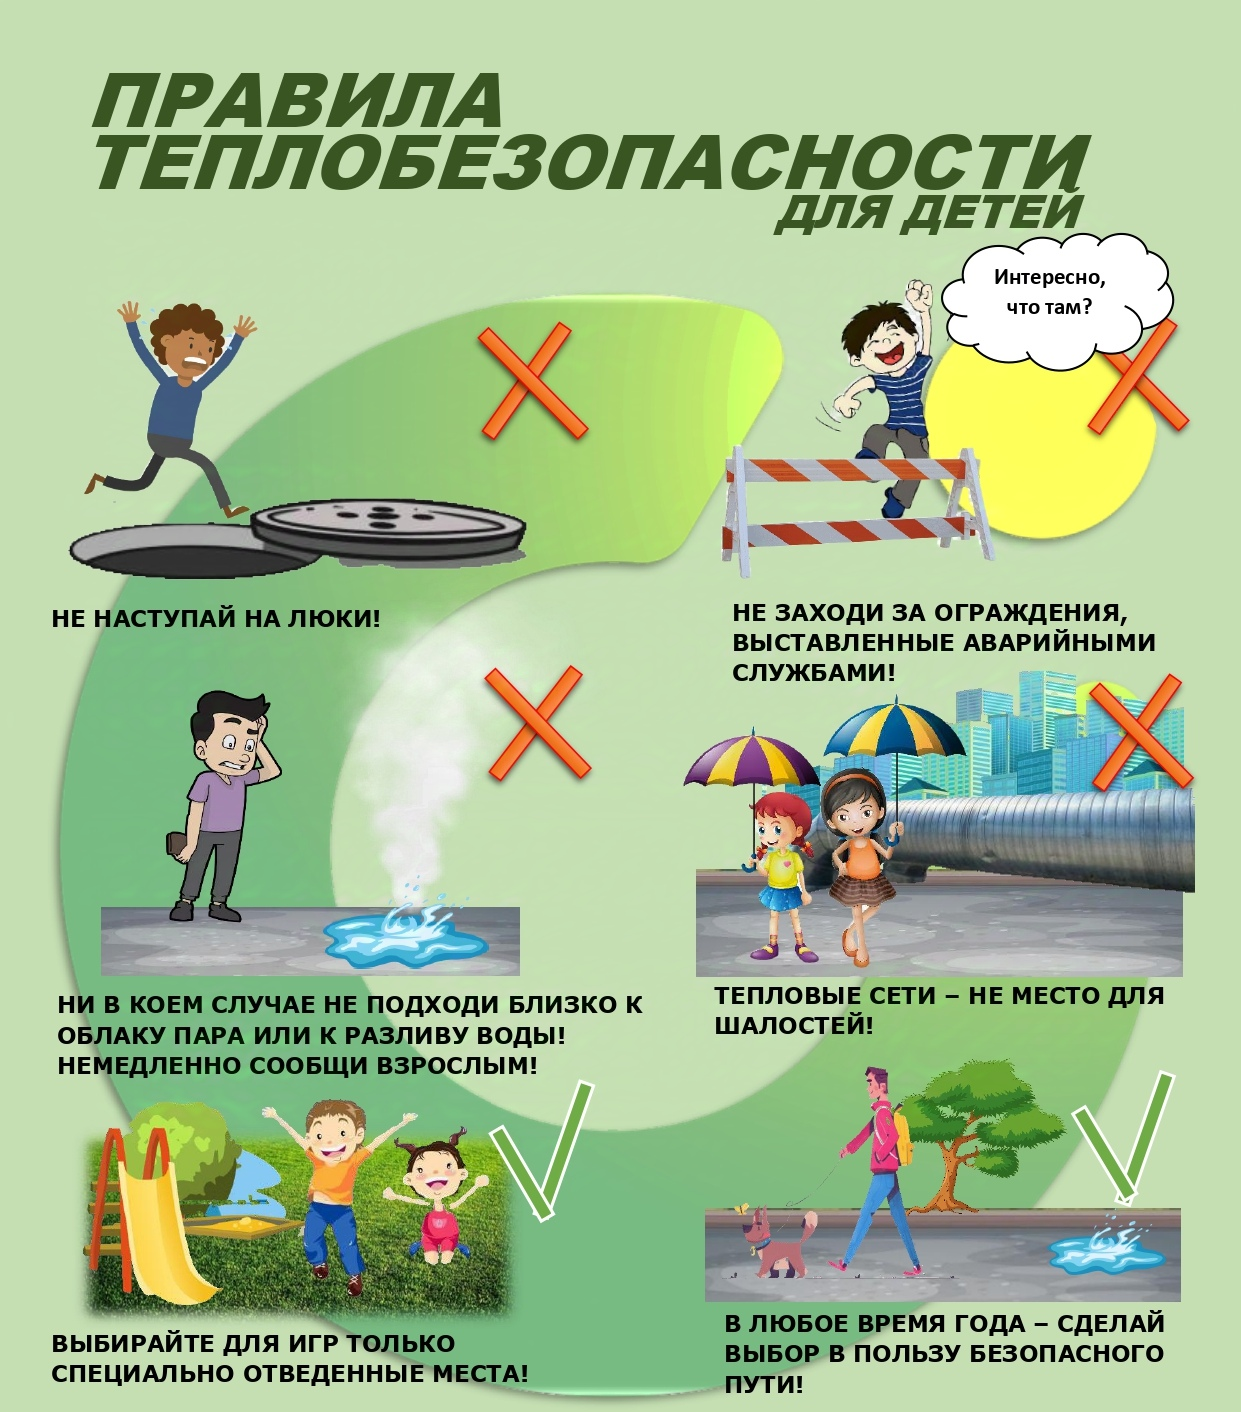 ПРАВИЛА
ТЕПЛОБЕЗОПАСНОСТИ
ДЛЯ ДЕТЕЙ
Интересно,
что там?
НЕ НАСТУПАЙ НА ЛЮКИ!
НЕ ЗАХОДИ ЗА ОГРАЖДЕНИЯ,
ВЫСТАВЛЕННЫЕ АВАРИЙНЫМИ
СЛУЖБАМИ!
НИ В КОЕМ СЛУЧАЕ НЕ ПОДХОДИ БЛИЗКО К
ОБЛАКУ ПАРА ИЛИ К РАЗЛИВУ ВОДЫ!
НЕМЕДЛЕННО СООБЩИ ВЗРОСЛЫМ!
ТЕПЛОВЫЕ СЕТИ – НЕ МЕСТО ДЛЯ
ШАЛОСТЕЙ!
ВЫБИРАЙТЕ ДЛЯ ИГР ТОЛЬКО
СПЕЦИАЛЬНО ОТВЕДЕННЫЕ МЕСТА!
В ЛЮБОЕ ВРЕМЯ ГОДА – СДЕЛАЙ
ВЫБОР В ПОЛЬЗУ БЕЗОПАСНОГО
ПУТИ!